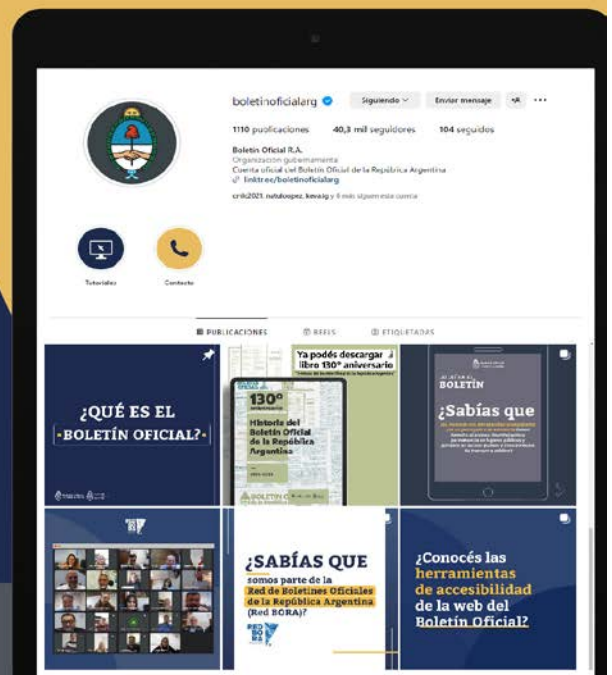 boletinoficialarg
Siguiendo
Enviar mensaje
1110 publicaciones 40,3 mil seguidores 104 seguidos
Boletín Oficial R.A.
Organización gubernamenta
Cuenta oficial del Boletín Oficial de la República Argentina
linktr.ee/boletinoficialarg
Tutoriales
Contacto
PUBLICACIONES
REELS
ETIQUETADAS
¿QUÉ ES EL
BOLETÍN OFICIAL?
Ya podés descargar
libro 130° aniversario
130°
aniversario
Historia del
Boletín Oficial
de la República
Argentina
BOLETÍN
¿Sabías que
¿SABÍAS QUE
somos parte de la
Red de Boletines Oficiales
de la República Argentina
(Red BORA)?
RED
BO
RA
¿Conocés las
herramientas
de accesibilidad
de la web del
Boletín Oficial?